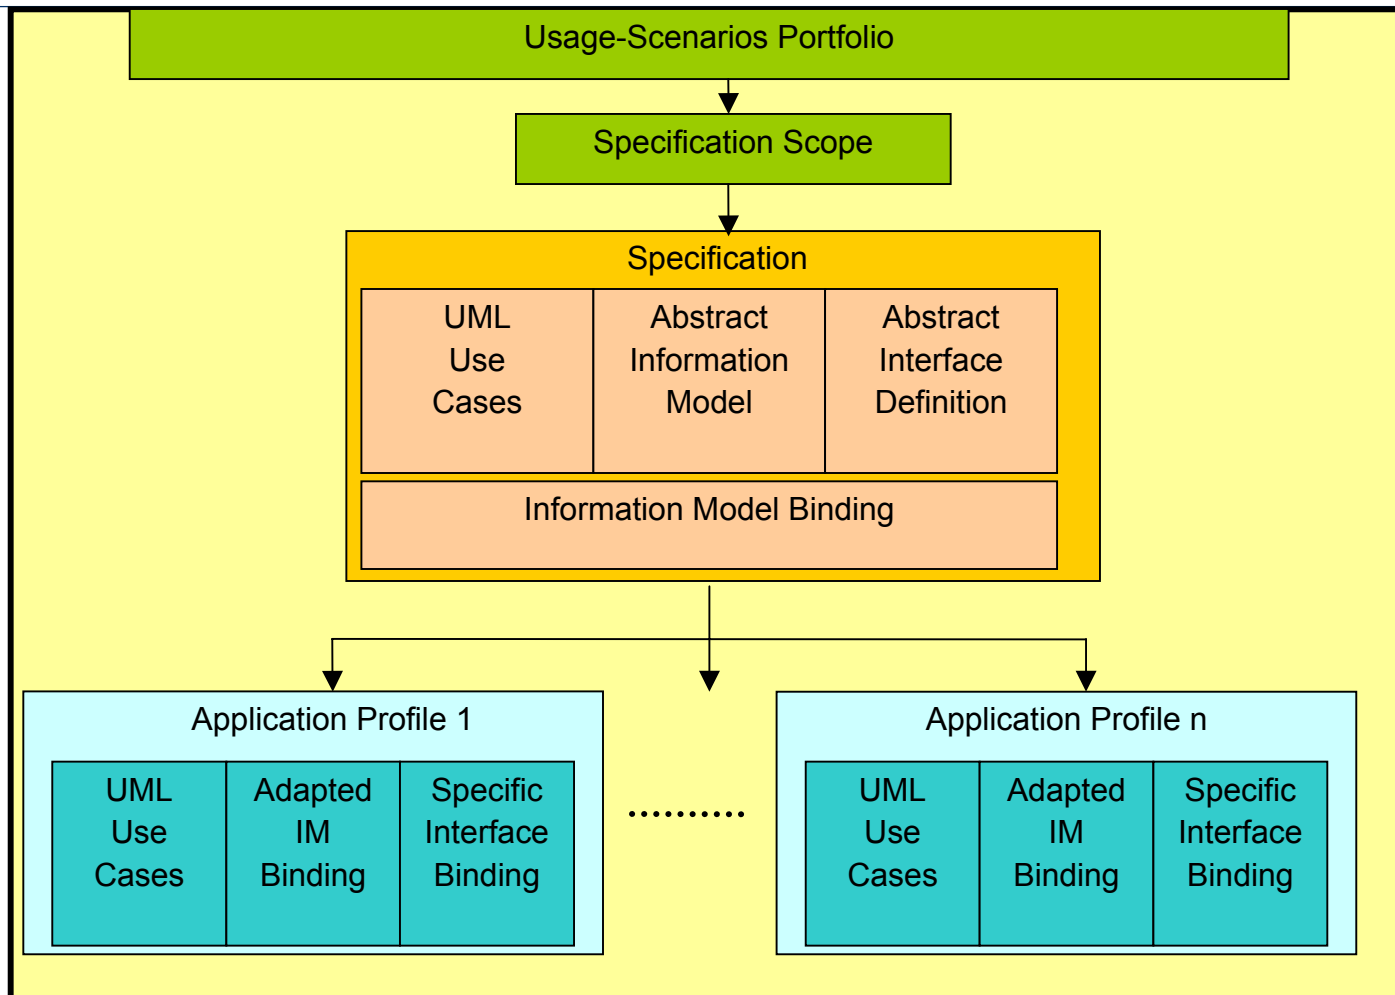 Usage-Scenarios Portfolio
Specification Scope
Specification
UML
Use
Cases
Abstract
Information
Model
Abstract
Interface
Definition
Information Model Binding
Application Profile 1
UML
Use
Cases
Adapted
IM
Binding
Specific
Interface
Binding
..........
Application Profile n
UML
Use
Cases
Adapted
IM
Binding
Specific
Interface
Binding